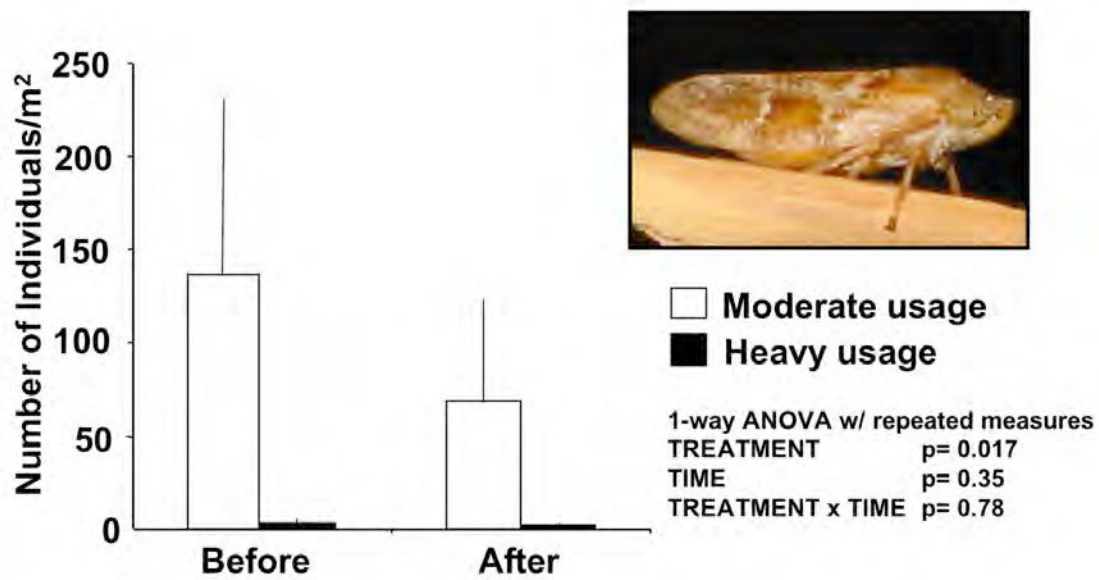 Number of Individuals/m²
250
200
150
100
50
0
Before After
Moderate usage
Heavy usage
1-way ANOVA w/ repeated measures
TREATMENT p= 0.017
TIME p= 0.35
TREATMENT x TIME p= 0.78